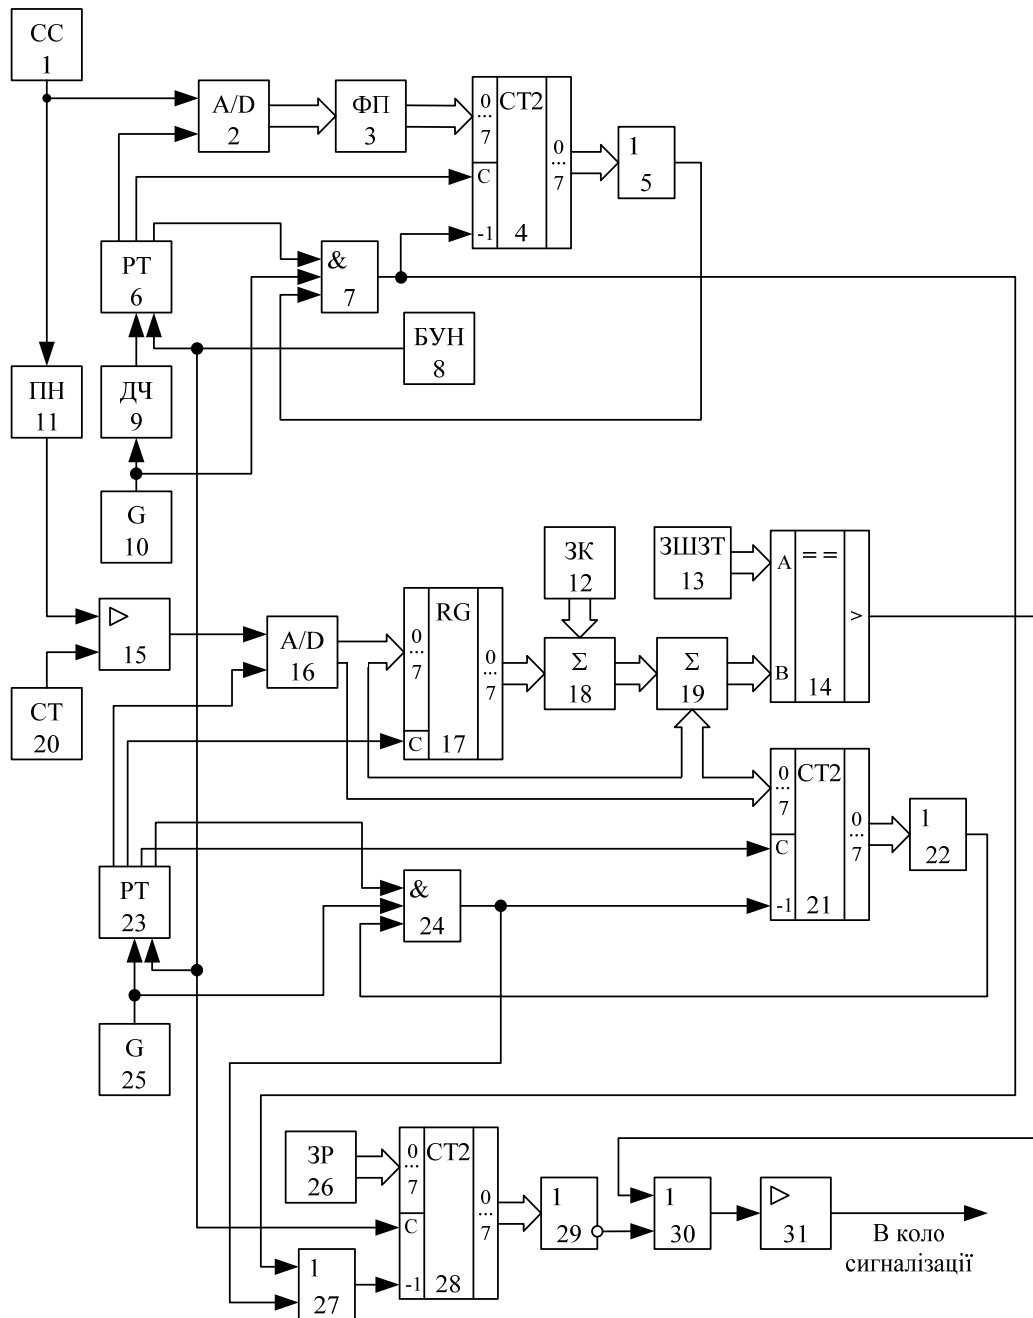 СС
1
A/D
2
ФП
3
0
...
7
CT2
C
-1
4
0
...
7
1
5
РТ
6
&
7
БУН
8
ПН
11
ДЧ
9
G
10
ЗК
12
ЗШЗТ
13
A
= =
B
>
14
15
A/D
16
0
...
7
RG
C
17
0
...
7
Σ
18
Σ
19
СТ
20
0
...
7
CT2
C
-1
21
0
...
7
1
22
РТ
23
&
24
G
25
ЗР
26
0
...
7
CT2
C
-1
28
0
...
7
1
27
1
29
1
30
31
В коло
сигналізації